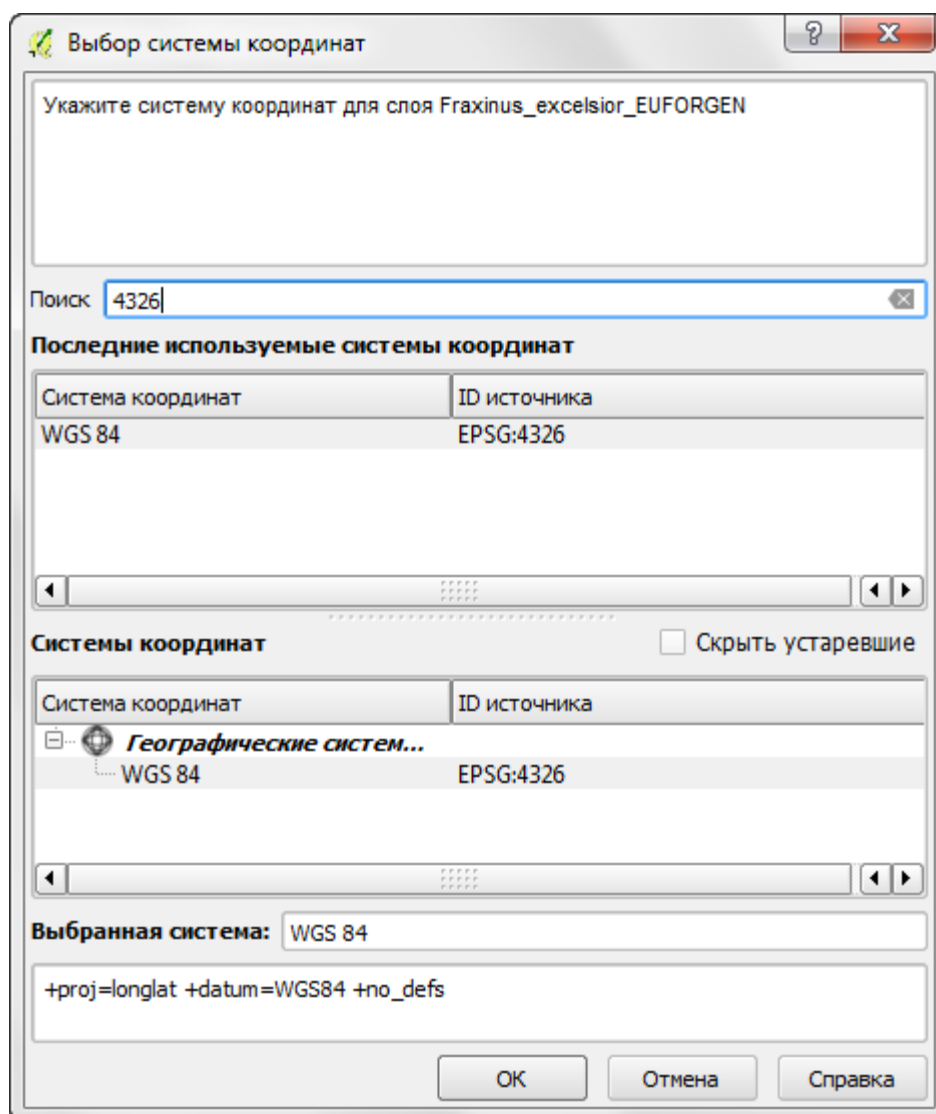 Выбор системы координат
Укажите систему координат для слоя Fraxinus_excelsior_EUFORGEN
Поиск 4326
Последние используемые системы координат
Система координат ID источника
WGS 84 EPSG:4326
Системы координат Скрыть устаревшие
Система координат ID источника
Географические систем...
WGS 84 EPSG:4326
Выбранная система: WGS 84
+proj=longlat +datum=WGS84 +no_defs
ОК Отмена Справка